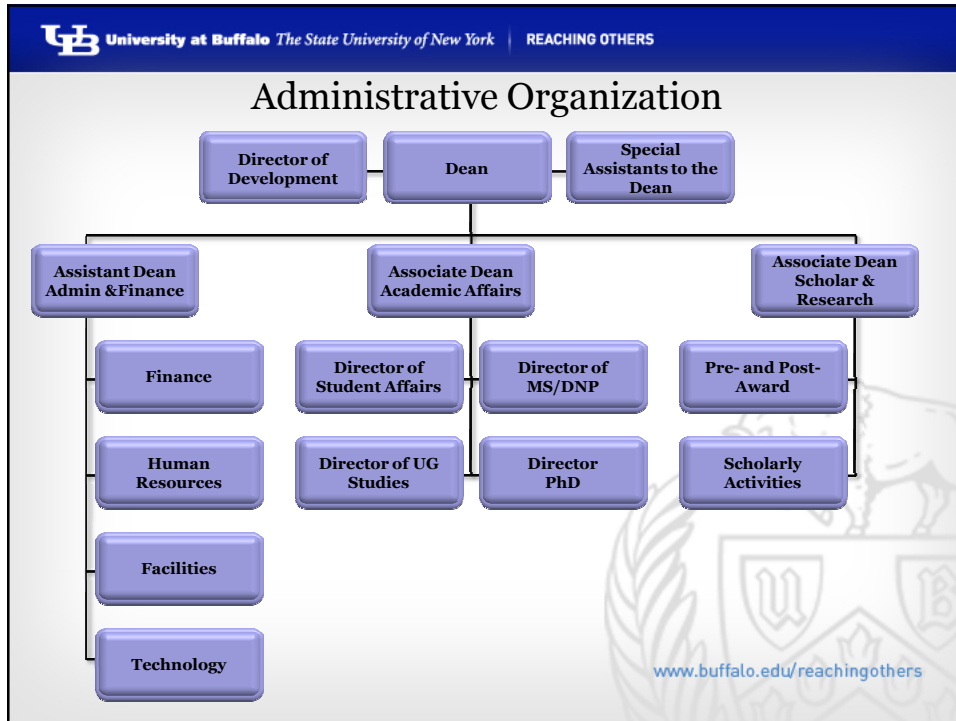 UB University at Buffalo The State University of New York | REACHING OTHERS
Administrative Organization
Director of
Development
Dean
Special
Assistants to the
Dean
Assistant Dean
Admin &Finance
Associate Dean
Academic Affairs
Associate Dean
Scholar &
Research
Finance
Director of
Student Affairs
Director of
MS/DNP
Pre- and Post-
Award
Human
Resources
Director of UG
Studies
Director
PhD
Scholarly
Activities
Facilities
Technology
U B
www.buffalo.edu/reachingothers